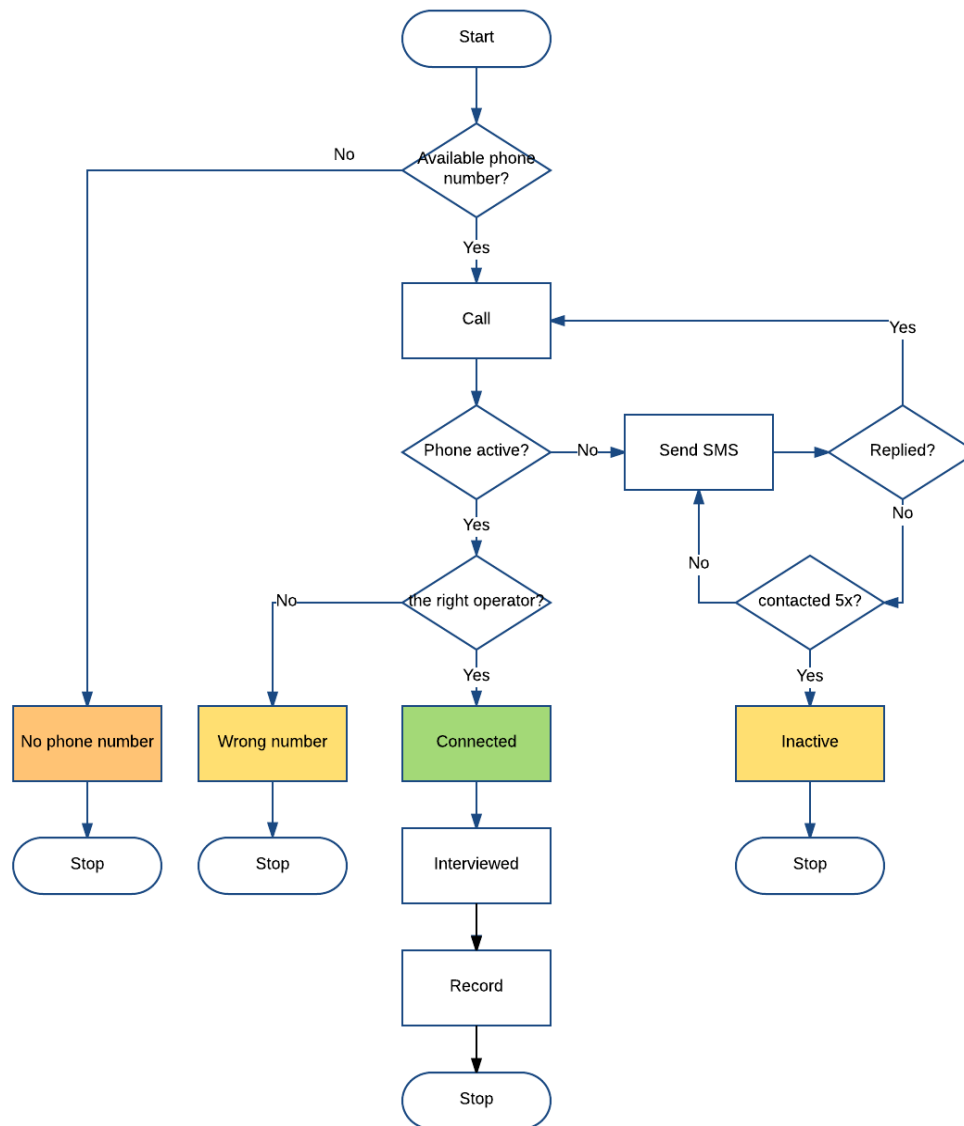 Start
No
Available phone
number?
Yes
Call
Yes
Phone active?
No
Send SMS
Replied?
Yes
No
No
the right operator?
No
contacted 5x?
Yes
Yes
No phone number
Wrong number
Connected
Inactive
Stop
Stop
Interviewed
Stop
Record
Stop